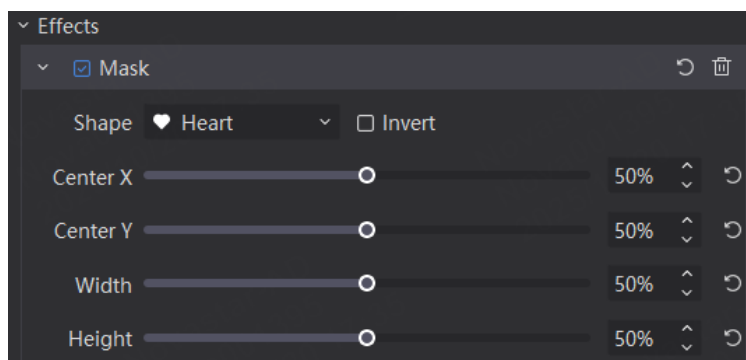 Effects
Mask
Shape Heart Invert
Center X 50%
Center Y 50%
Width 50%
Height 50%